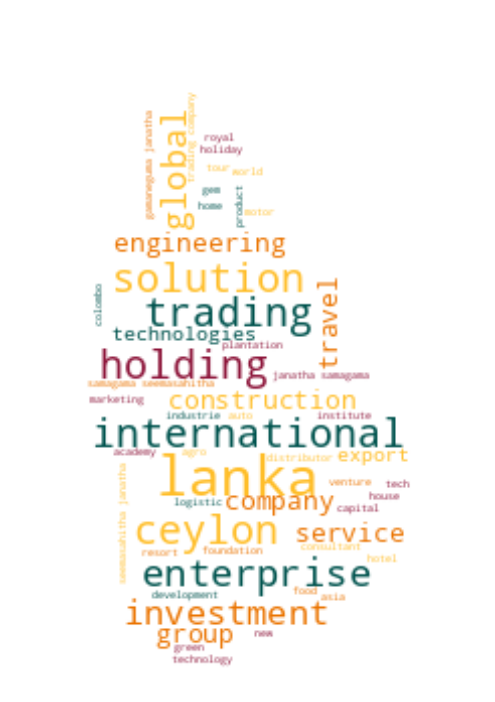 gamaneguma janatha
global
trading company
royal
holiday
tour world
gem
home
product
motor
engineering
solution
colombo
trading
travel
technologies
plantation
holding
janatha samagama
samagama seemasahitha
marketing
construction
industrie auto institute
international
academy agro
distributor export
lanka
seemasahitha janatha
venture tech
logistic company house
capital
ceylon
service
resort foundation consultant
hotel
enterprise
development food asia
investment
group new
green
technology